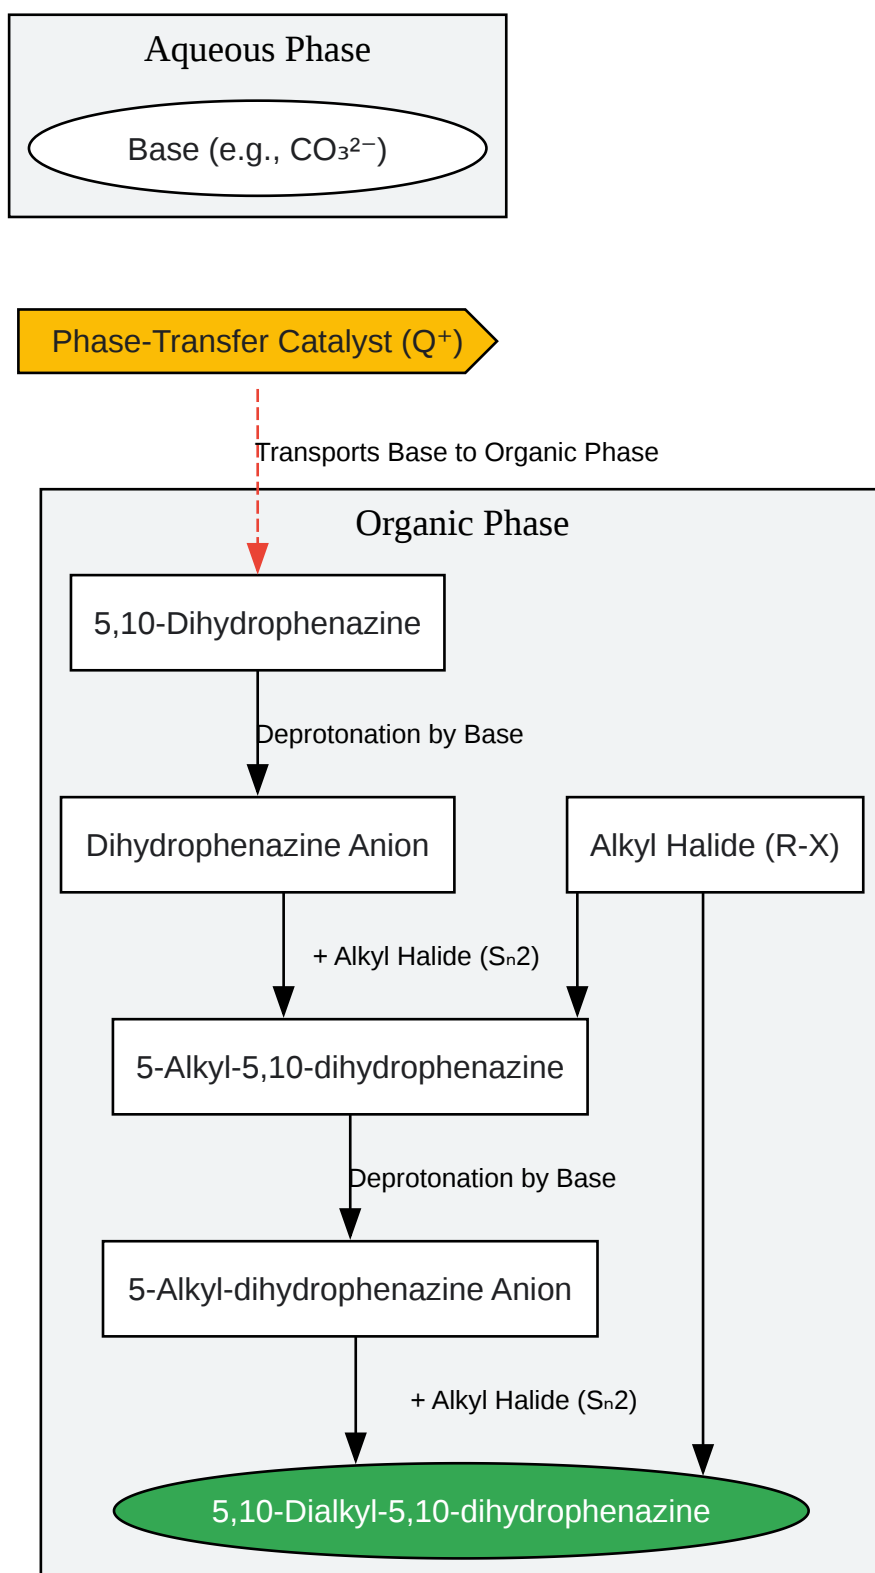 Aqueous Phase
Base (e.g., CO₃²⁻)
Phase-Transfer Catalyst (Q⁺)
Transports Base to Organic Phase
Organic Phase
5,10-Dihydrophenazine
Deprotonation by Base
Dihydrophenazine Anion
Alkyl Halide (R-X)
+ Alkyl Halide (Sₙ2)
5-Alkyl-5,10-dihydrophenazine
Deprotonation by Base
5-Alkyl-dihydrophenazine Anion
+ Alkyl Halide (Sₙ2)
5,10-Dialkyl-5,10-dihydrophenazine